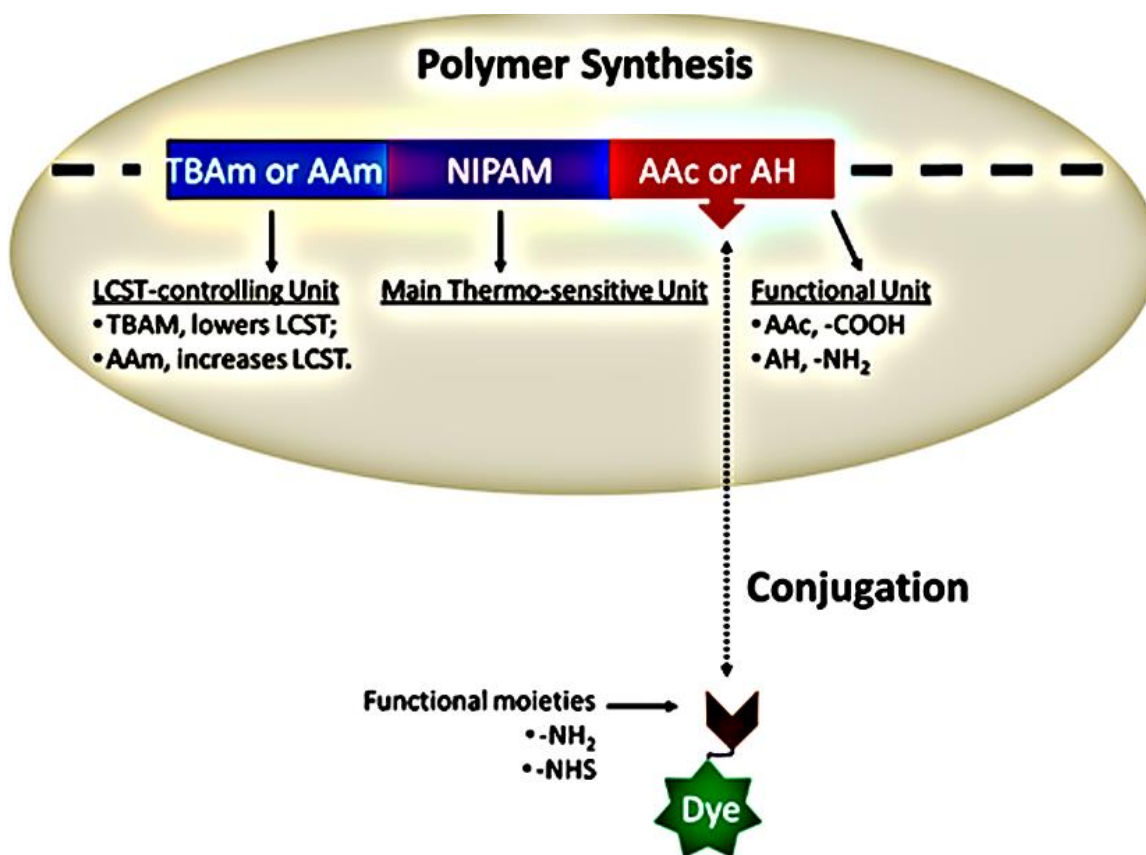 Polymer Synthesis
TBAm or AAm NIPAM AAc or AH
LCST-controlling Unit
•TBAM, lowers LCST;
•AAm, increases LCST.
Main Thermo-sensitive Unit
Functional Unit
•AAc, -COOH
•AH, -NH₂
Conjugation
Functional moieties
•-NH₂
•-NHS
Dye